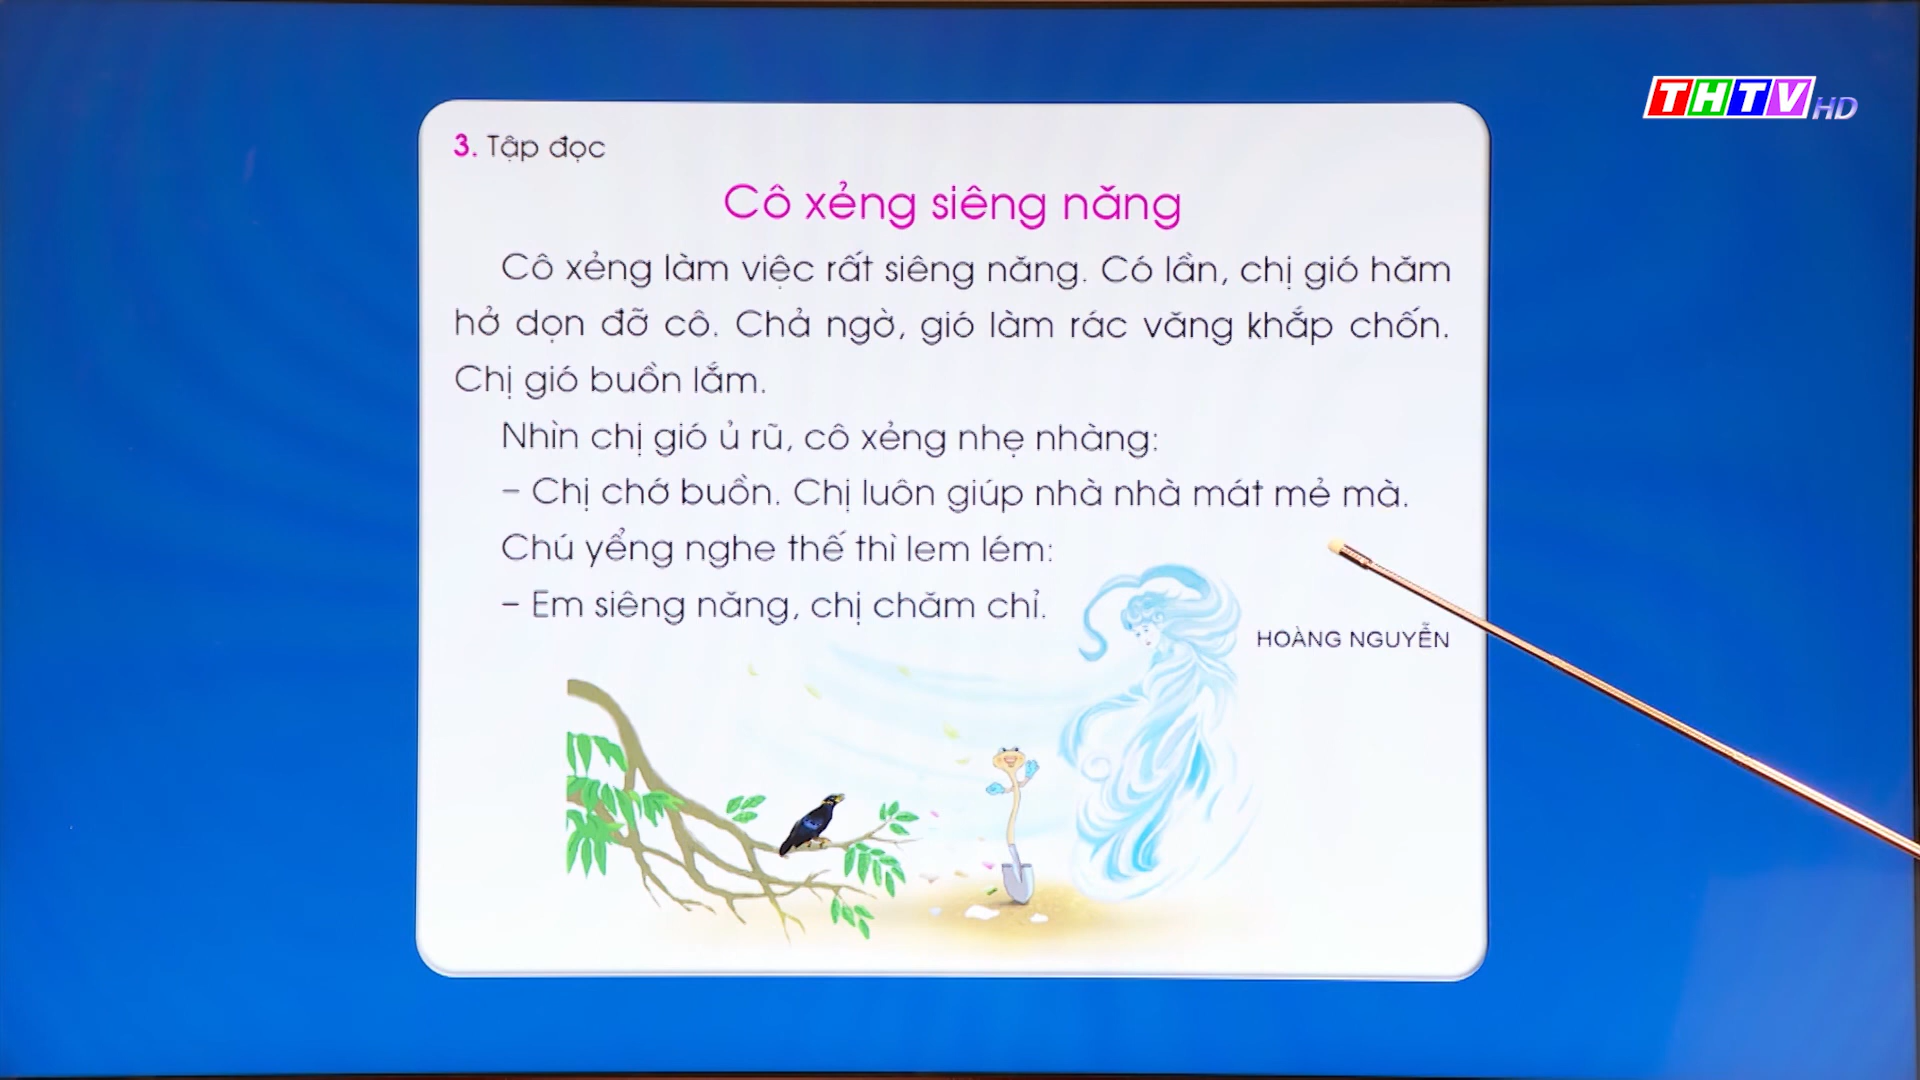 THTV HD
3. Tập đọc
Cô xẻng siêng năng
Cô xẻng làm việc rất siêng năng. Có lần, chị gió hăm
hở dọn đỡ cô. Chả ngờ, gió làm rác văng khắp chốn.
Chị gió buồn lắm.
Nhìn chị gió ủ rũ, cô xẻng nhẹ nhàng:
– Chị chớ buồn. Chị luôn giúp nhà nhà mát mẻ mà.
Chú yểng nghe thế thì lem lém:
– Em siêng năng, chị chăm chỉ.
HOÀNG NGUYỄN